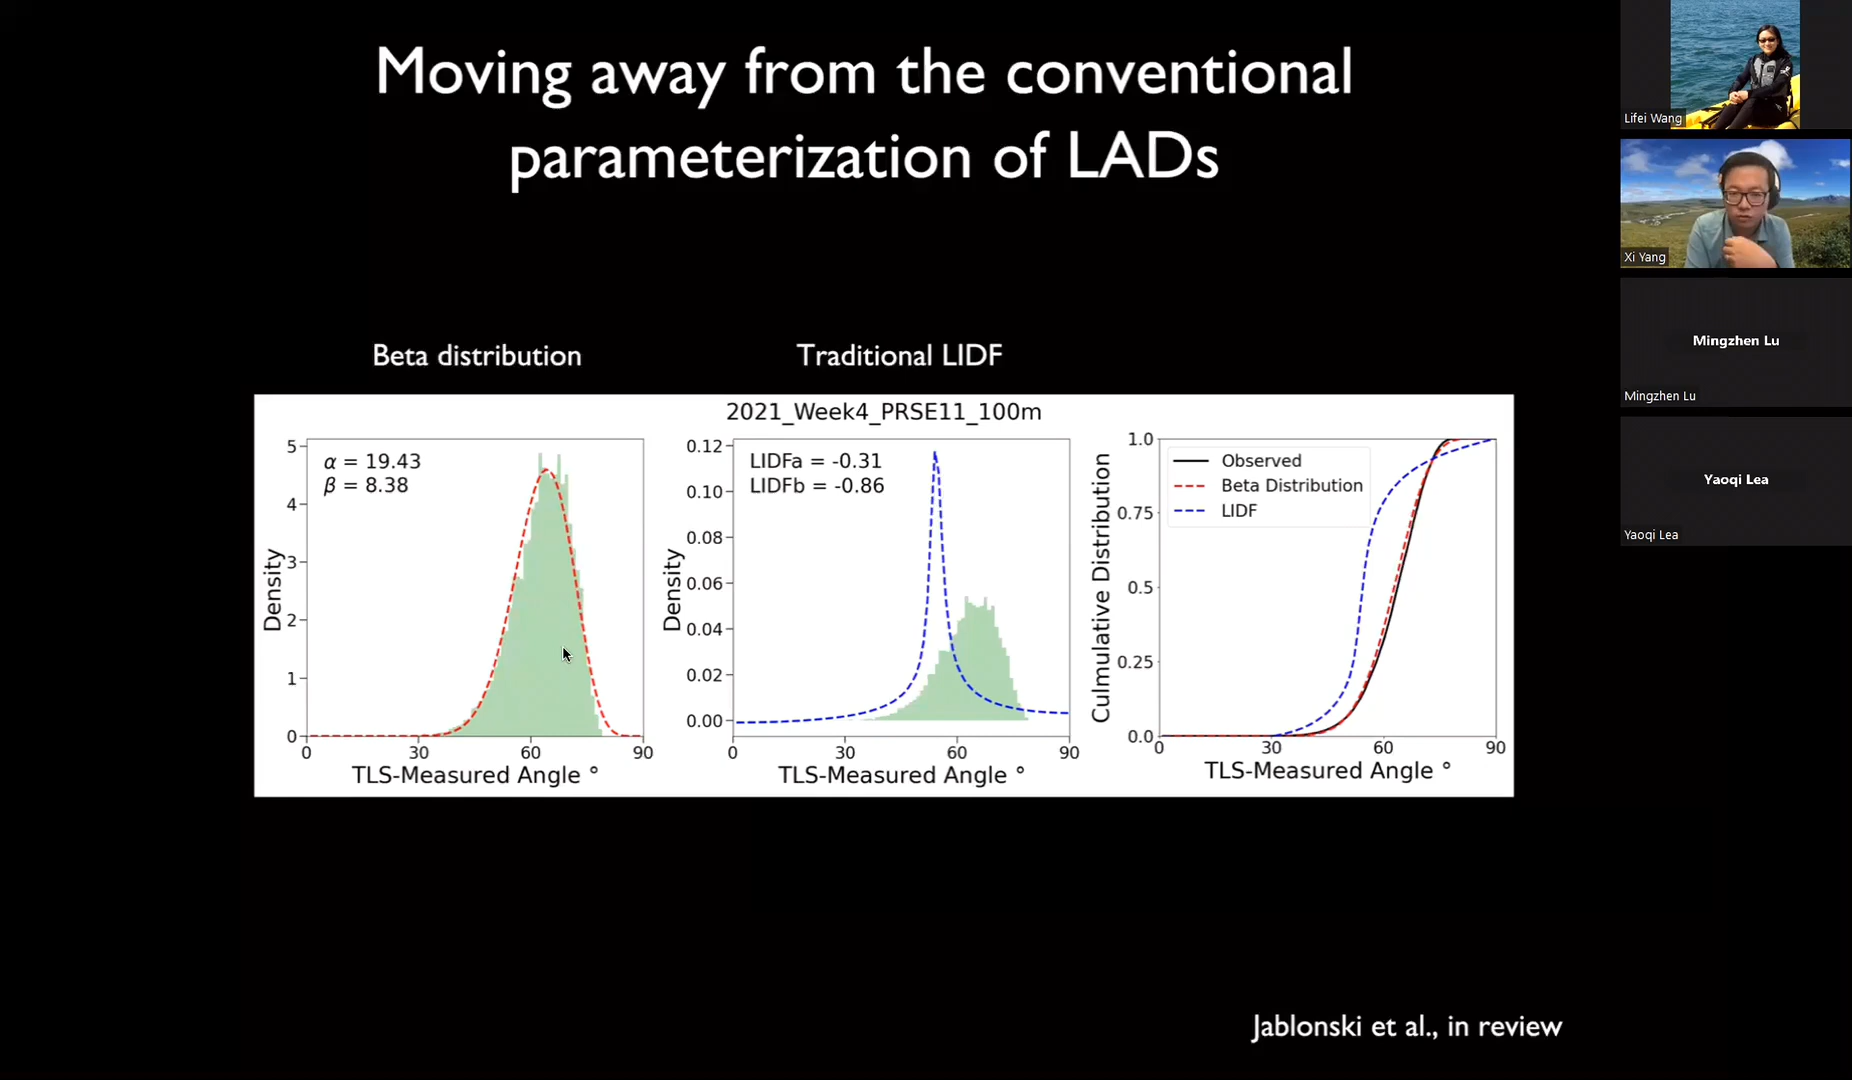 Moving away from the conventional
parameterization of LADs
Beta distribution
Traditional LIDF
2021_Week4_PRSE11_100m
α = 19.43
β = 8.38
5
4
3
2
1
0
Density
0 30 60 90
TLS-Measured Angle °
LIDFa = -0.31
LIDFb = -0.86
0.12
0.10
0.08
0.06
0.04
0.02
0.00
Density
0 30 60 90
TLS-Measured Angle °
Observed
Beta Distribution
LIDF
1.0
0.75
0.5
0.25
0.0
Culmulative Distribution
0 30 60 90
TLS-Measured Angle °
Jablonski et al., in review
Lifei Wang
Xi Yang
Mingzhen Lu
Mingzhen Lu
Yaoqi Lea
Yaoqi Lea